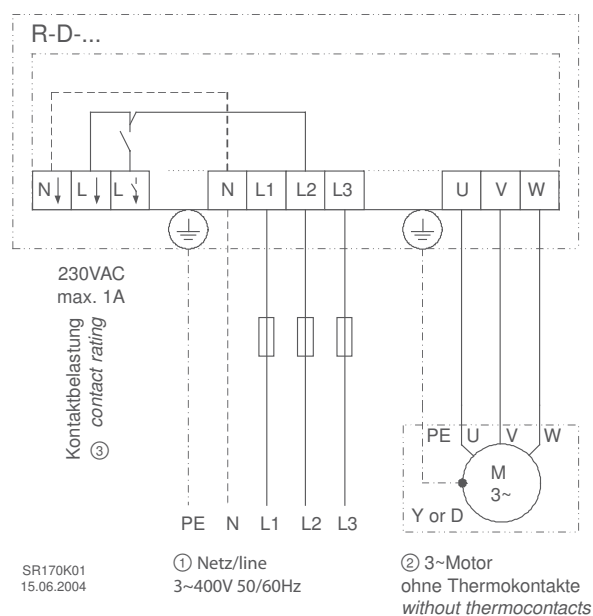 R-D-...
N L L N L1 L2 L3 U V W
230VAC
max. 1A
Kontaktbelastung
contact rating
③
PE U V W
M
3~
Y or D
PE N L1 L2 L3
SR170K01
15.06.2004
① Netz/line
3~400V 50/60Hz
② 3~Motor
ohne Thermokontakte
without thermocontacts